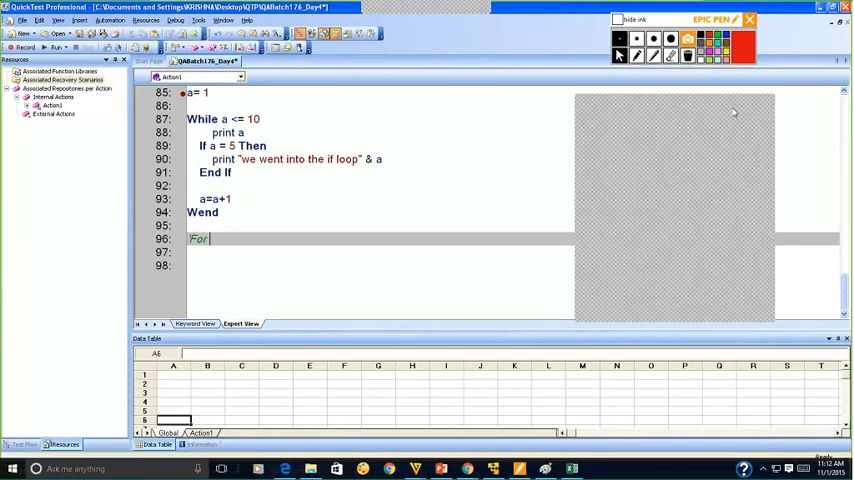 QuickTest Professional - [C:\Documents and Settings\KRISHNA\Desktop\QTP\QABatch176_Day4*]
hide ink
EPIC PEN
File Edit View Insert Automation Resources Debug Tools Window Help
New Open
Record Run
Resources
Associated Function Libraries
Associated Recovery Scenarios
Associated Repositories per Action
Internal Actions
Action1
External Actions
Start Page QABatch176_Day4*
Action1
85: a= 1
86:
87: While a <= 10
88: print a
89: If a = 5 Then
90: print "we went into the if loop" & a
91: End If
92:
93: a=a+1
94: Wend
95:
96: 'For
97:
98:
Keyword View Expert View
Data Table
A6
A B C D E F G H I J K L M N O P Q R S T
1
2
3
4
5
6
Global Action1
Test Flow Resources Data Table Information
Ready
Ask me anything
11:12 AM
11/1/2015